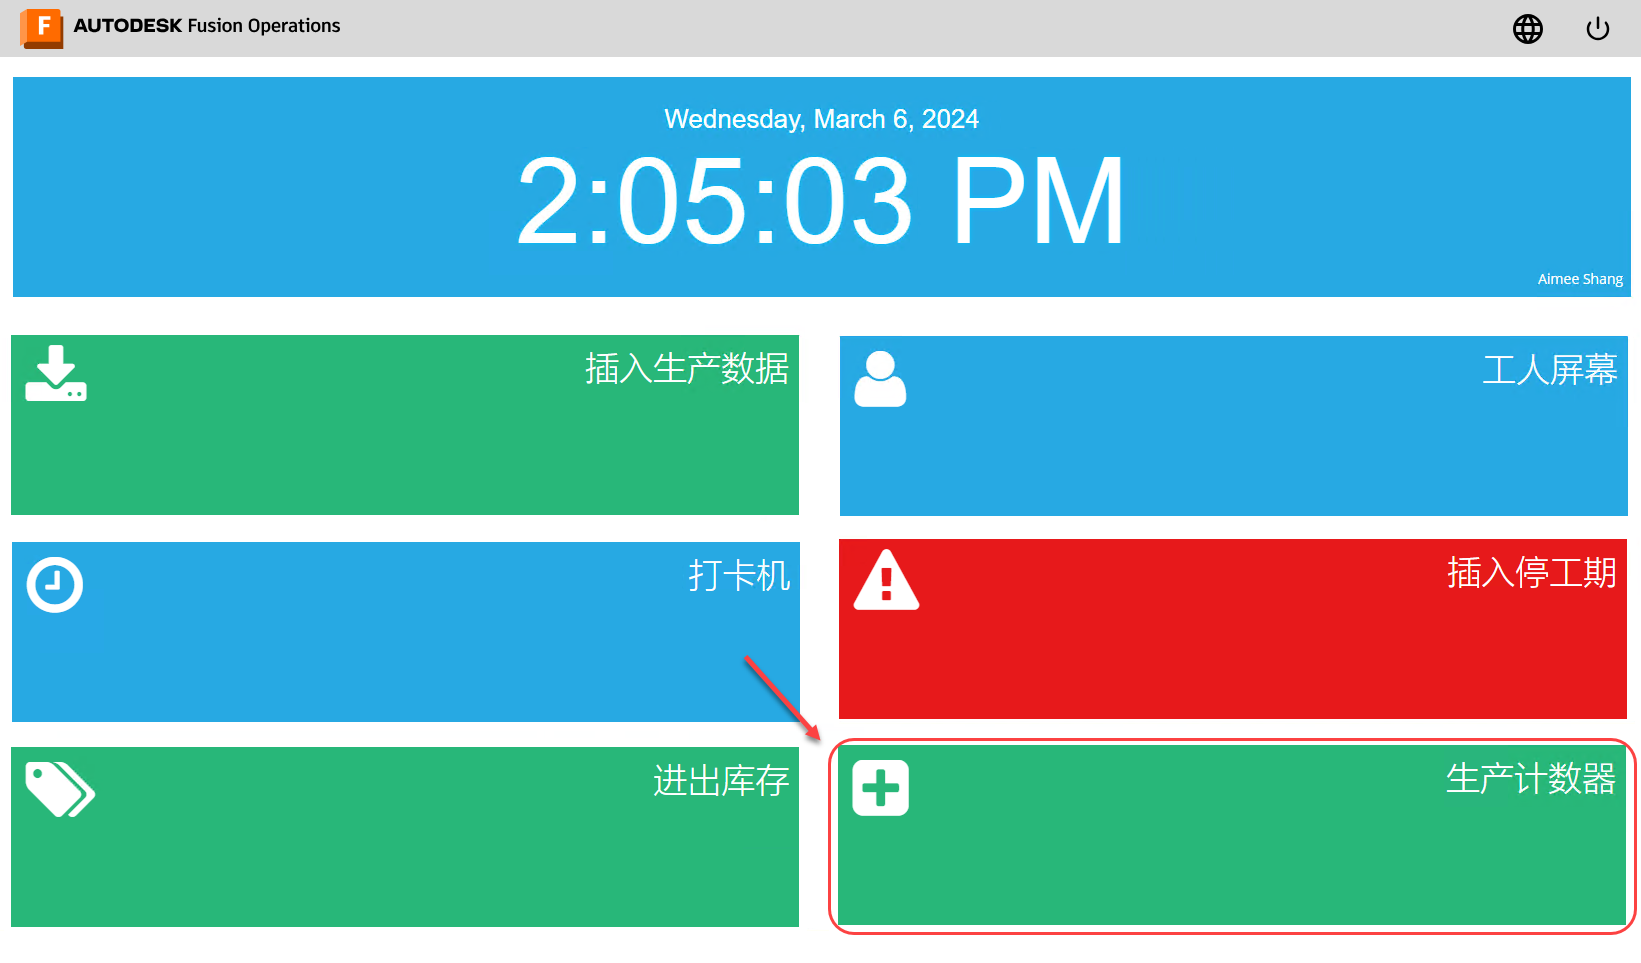 AUTODESK Fusion Operations
Wednesday, March 6, 2024
2:05:03 PM
Aimee Shang
插入生产数据
工人屏幕
打卡机
插入停工期
进出库存
生产计数器